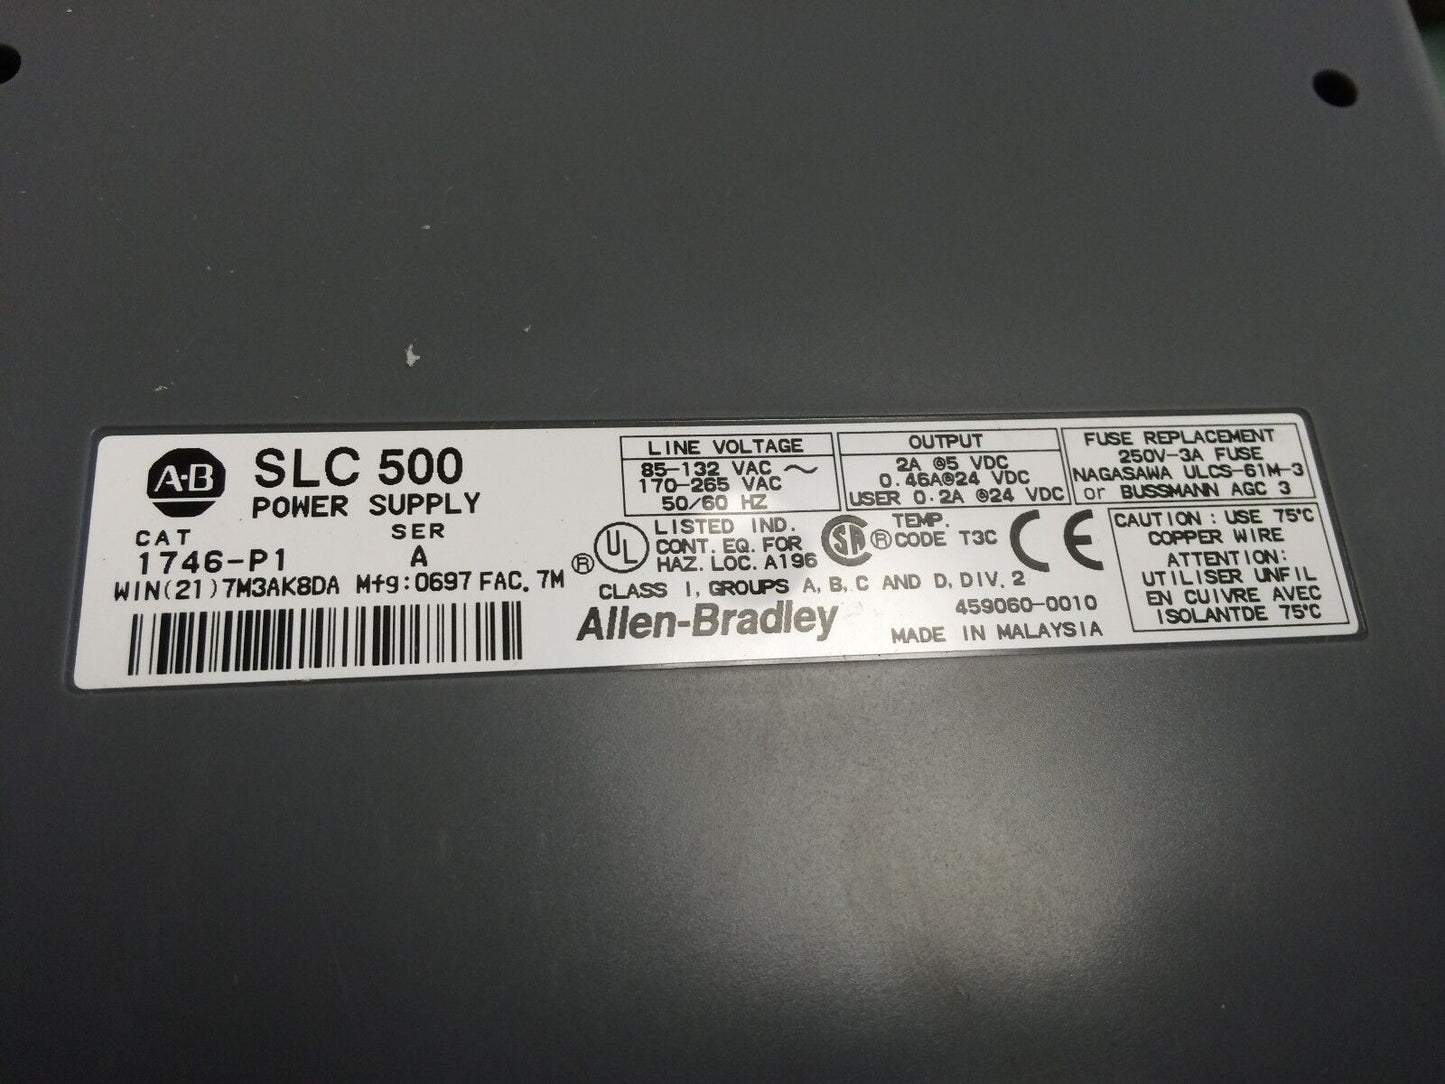 A-B
SLC 500
POWER SUPPLY
CAT
SER
1746-P1
A
WIN(21)7M3AK8DA Mfg:0697 FAC. 7M
LINE VOLTAGE
85-132 VAC ~
170-265 VAC
50/60 HZ
OUTPUT
2A @5 VDC
0.46A@24 VDC
USER 0.2A @24 VDC
FUSE REPLACEMENT
250V-3A FUSE
NAGASAWA ULCS-61M-3
or BUSSMANN AGC 3
UL ®
LISTED IND.
CONT. EQ. FOR
HAZ. LOC. A196
SA ®
TEMP.
CODE T3C
CE
CLASS I, GROUPS A, B, C AND D, DIV. 2
Allen-Bradley
459060-0010
MADE IN MALAYSIA
CAUTION : USE 75°C
COPPER WIRE
ATTENTION:
UTILISER UNFIL
EN CUIVRE AVEC
ISOLANTDE 75°C